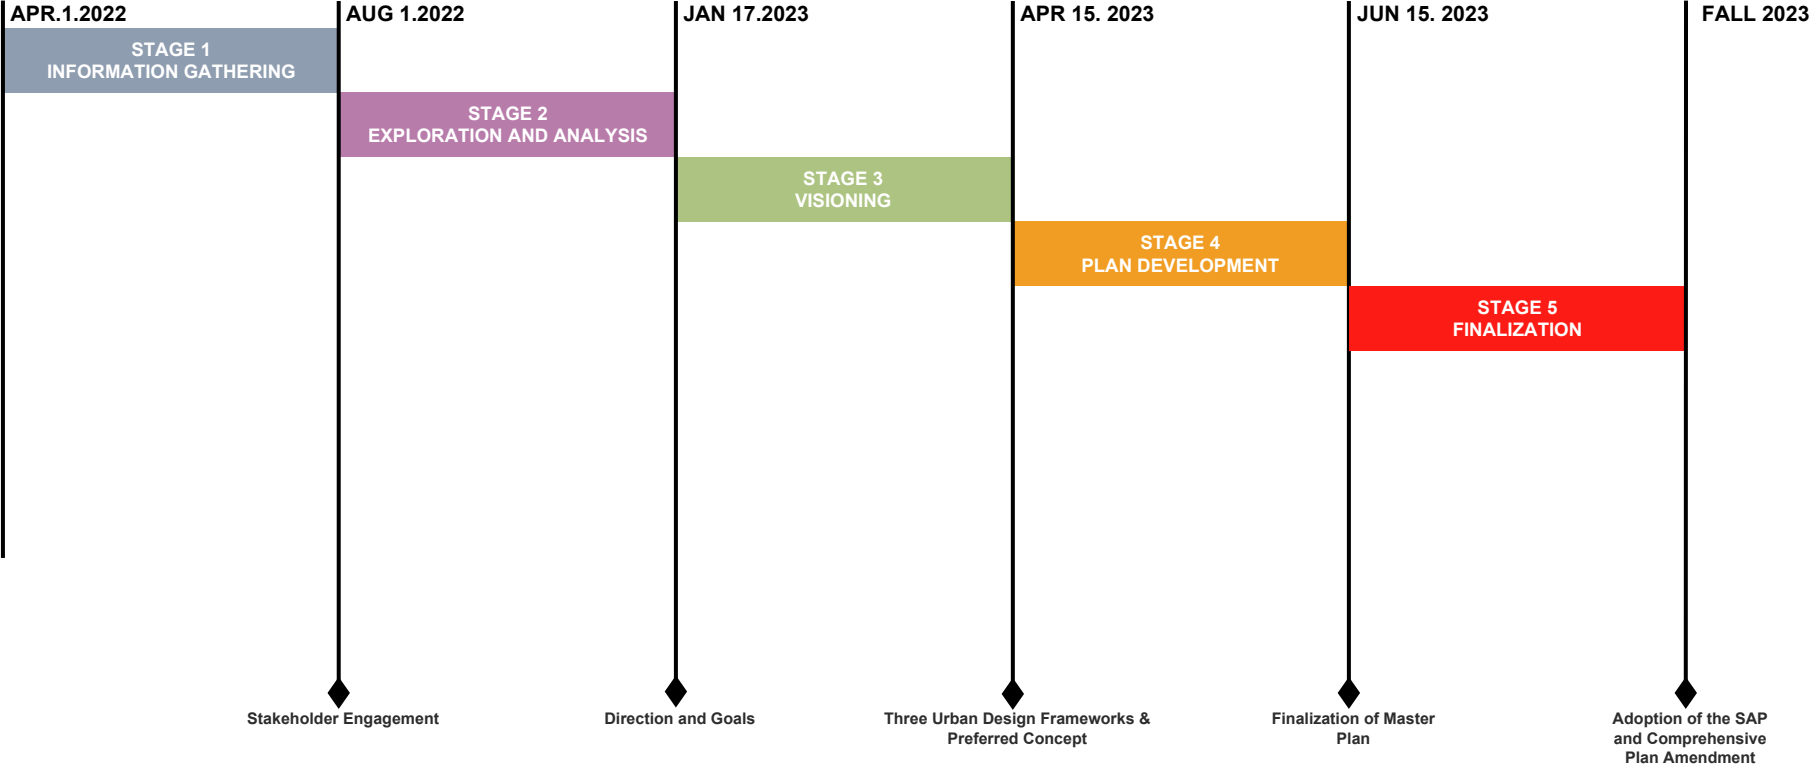 APR.1.2022
AUG 1.2022
JAN 17.2023
APR 15. 2023
JUN 15. 2023
FALL 2023
STAGE 1
INFORMATION GATHERING
STAGE 2
EXPLORATION AND ANALYSIS
STAGE 3
VISIONING
STAGE 4
PLAN DEVELOPMENT
STAGE 5
FINALIZATION
Stakeholder Engagement
Direction and Goals
Three Urban Design Frameworks &
Preferred Concept
Finalization of Master
Plan
Adoption of the SAP
and Comprehensive
Plan Amendment